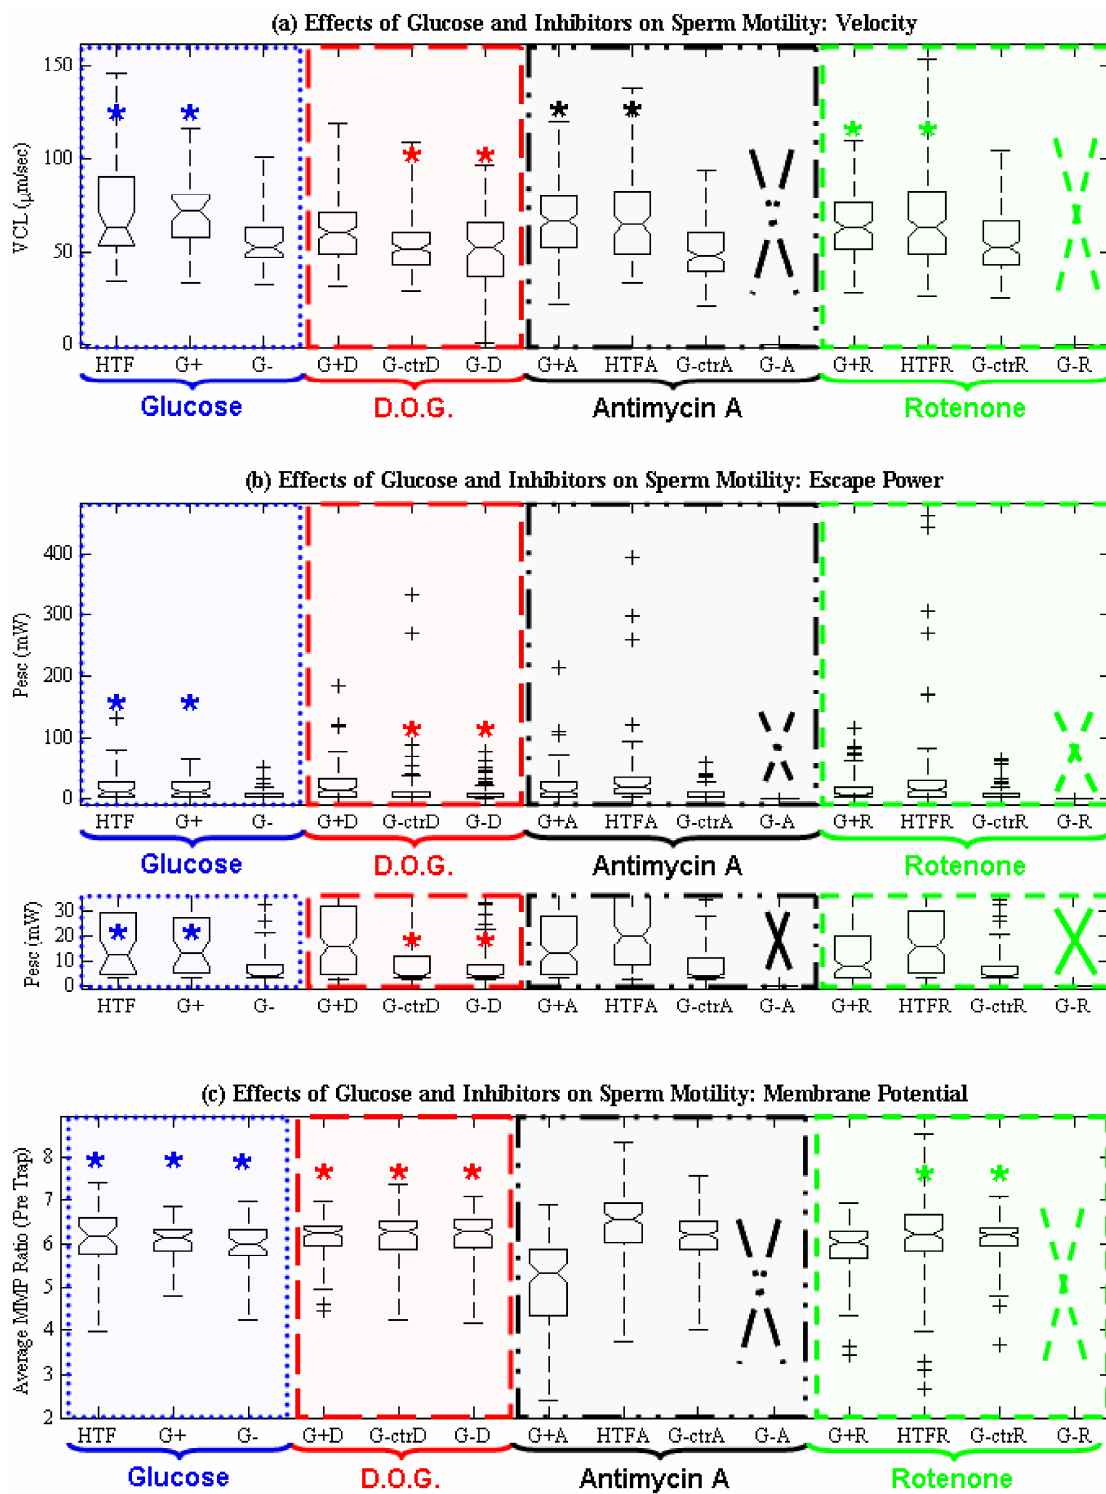 (a) Effects of Glucose and Inhibitors on Sperm Motility: Velocity
VCL (μm/sec)
150
100
50
0
HTF G+ G- G+D G-ctrD G-D G+A HTFA G-ctrA G-A G+R HTFR G-ctrR G-R
Glucose D.O.G. Antimycin A Rotenone
(b) Effects of Glucose and Inhibitors on Sperm Motility: Escape Power
Pesc (mW)
400
300
200
100
0
HTF G+ G- G+D G-ctrD G-D G+A HTFA G-ctrA G-A G+R HTFR G-ctrR G-R
Glucose D.O.G. Antimycin A Rotenone
Pesc (mW)
30
20
10
0
HTF G+ G- G+D G-ctrD G-D G+A HTFA G-ctrA G-A G+R HTFR G-ctrR G-R
(c) Effects of Glucose and Inhibitors on Sperm Motility: Membrane Potential
Average MMP Ratio (Pre Trap)
8
7
6
5
4
3
2
HTF G+ G- G+D G-ctrD G-D G+A HTFA G-ctrA G-A G+R HTFR G-ctrR G-R
Glucose D.O.G. Antimycin A Rotenone